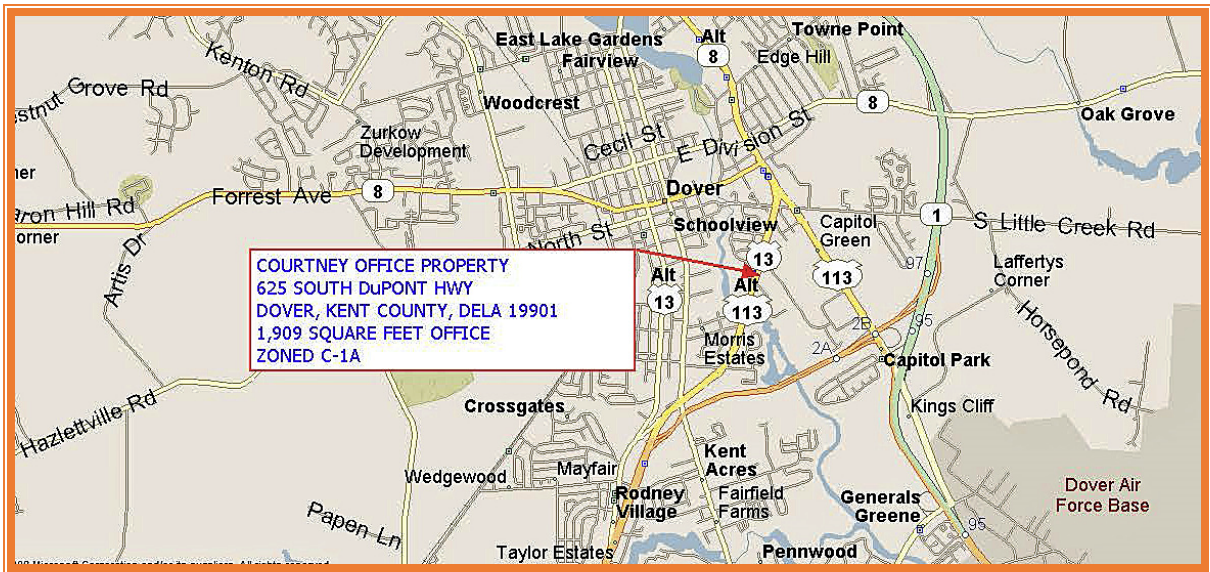 East Lake Gardens
Fairview
Alt
8
Towne Point
Edge Hill
Kenton Rd
Grove Rd
Woodcrest
8
Oak Grove
Zurkow
Development
Cecil St
E Division St
Forrest Ave
8
Dover
Hill Rd
Schoolview
Capitol
Green
1
S Little Creek Rd
North St
Artis Dr
COURTNEY OFFICE PROPERTY
625 SOUTH DuPONT HWY
DOVER, KENT COUNTY, DELA 19901
1,909 SQUARE FEET OFFICE
ZONED C-1A
Alt
13
13
Alt
113
113
97
Laffertys
Corner
Horsepond Rd
Morris
Estates
2B
2A
95
Capitol Park
Hazlettville Rd
Crossgates
Kings Cliff
Wedgewood
Mayfair
Kent
Acres
Rodney
Village
Fairfield
Farms
Generals
Greene
Dover Air
Force Base
Papen Ln
95
Taylor Estates
Pennwood